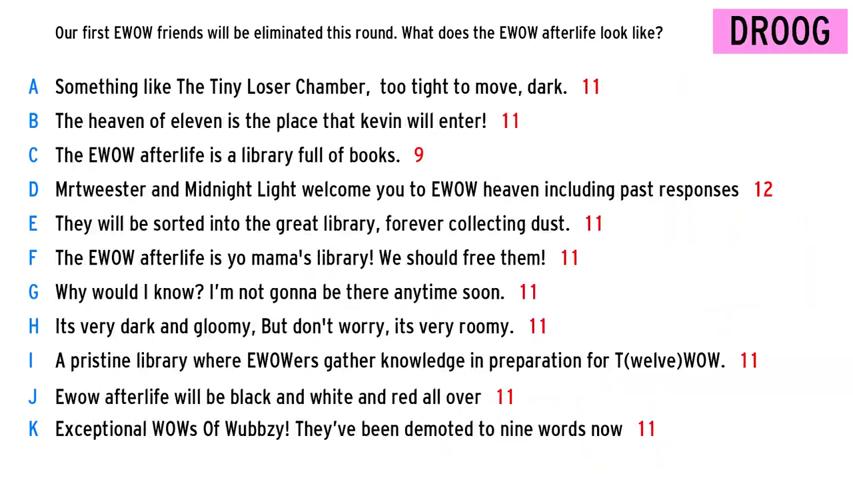 Our first EWOW friends will be eliminated this round. What does the EWOW afterlife look like?
DROOG
A Something like The Tiny Loser Chamber, too tight to move, dark. 11
B The heaven of eleven is the place that kevin will enter! 11
C The EWOW afterlife is a library full of books. 9
D Mrtweester and Midnight Light welcome you to EWOW heaven including past responses 12
E They will be sorted into the great library, forever collecting dust. 11
F The EWOW afterlife is yo mama's library! We should free them! 11
G Why would I know? I'm not gonna be there anytime soon. 11
H Its very dark and gloomy, But don't worry, its very roomy. 11
I A pristine library where EWOWers gather knowledge in preparation for T(welve)WOW. 11
J Ewow afterlife will be black and white and red all over 11
K Exceptional WOWs Of Wubbzy! They've been demoted to nine words now 11